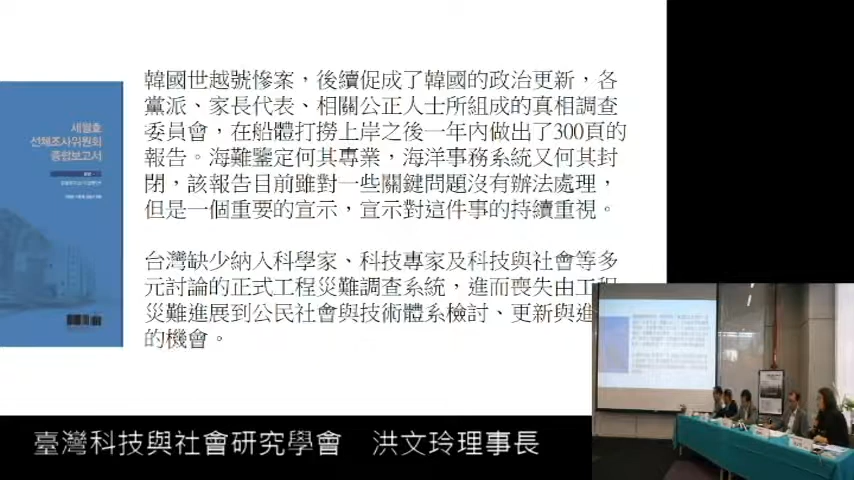 세월호
선체조사위원회
종합보고서
韓國世越號慘案，後續促成了韓國的政治更新，各
黨派、家長代表、相關公正人士所組成的真相調查
委員會，在船體打撈上岸之後一年內做出了300頁的
報告。海難鑒定何其專業，海洋事務系統又何其封
閉，該報告目前雖對一些關鍵問題沒有辦法處理，
但是一個重要的宣示，宣示對這件事的持續重視。
台灣缺少納入科學家、科技專家及科技與社會等多
元討論的正式工程災難調查系統，進而喪失由工程
災難進展到公民社會與技術體系檢討、更新與進
的機會。
臺灣科技與社會研究學會　洪文玲理事長